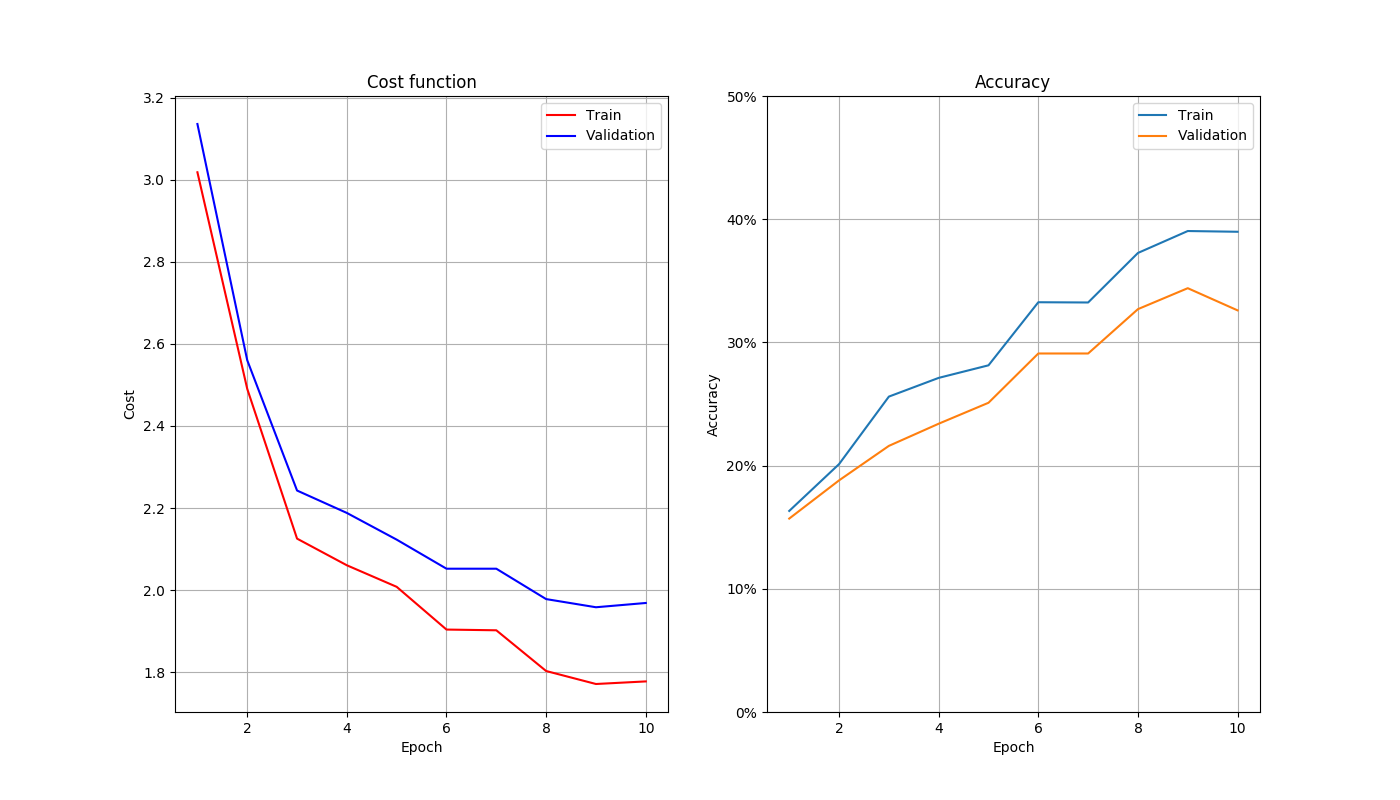 Cost function
3.2
3.0
2.8
2.6
2.4
2.2
2.0
1.8
Cost
2 4 6 8 10
Epoch
Train
Validation
Accuracy
50%
40%
30%
20%
10%
0%
Accuracy
2 4 6 8 10
Epoch
Train
Validation